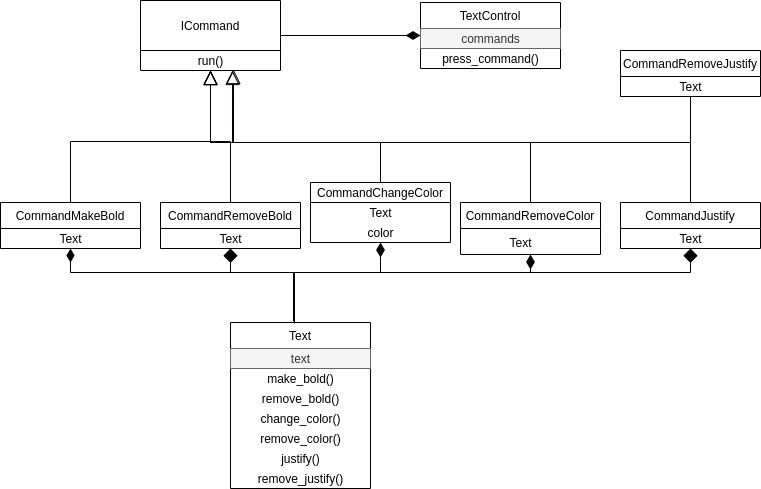 ICommand
run()
TextControl
commands
press_command()
CommandRemoveJustify
Text
CommandMakeBold
Text
CommandRemoveBold
Text
CommandChangeColor
Text
color
CommandRemoveColor
Text
CommandJustify
Text
Text
text
make_bold()
remove_bold()
change_color()
remove_color()
justify()
remove_justify()